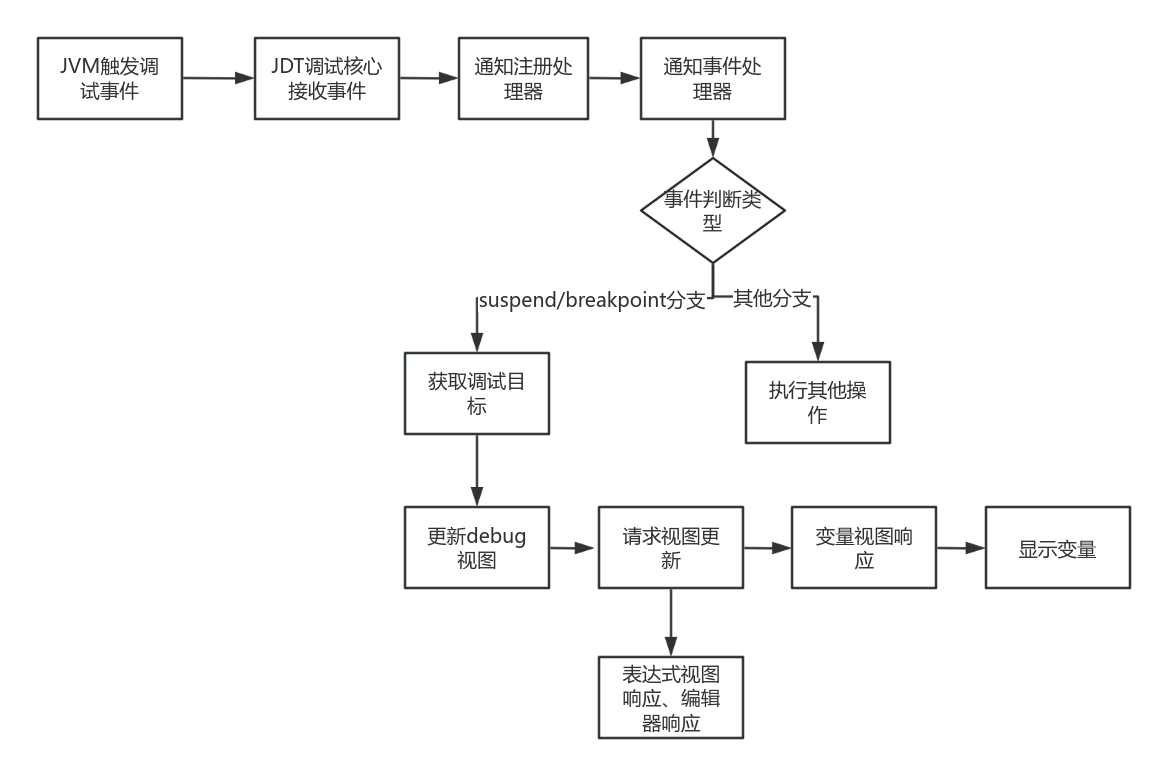 JVM触发调
试事件
JDT调试核心
接收事件
通知注册处
理器
通知事件处
理器
事件判断类
型
suspend/breakpoint分支
其他分支
获取调试目
标
执行其他操
作
更新debug
视图
请求视图更
新
变量视图响
应
显示变量
表达式视图
响应、编辑
器响应